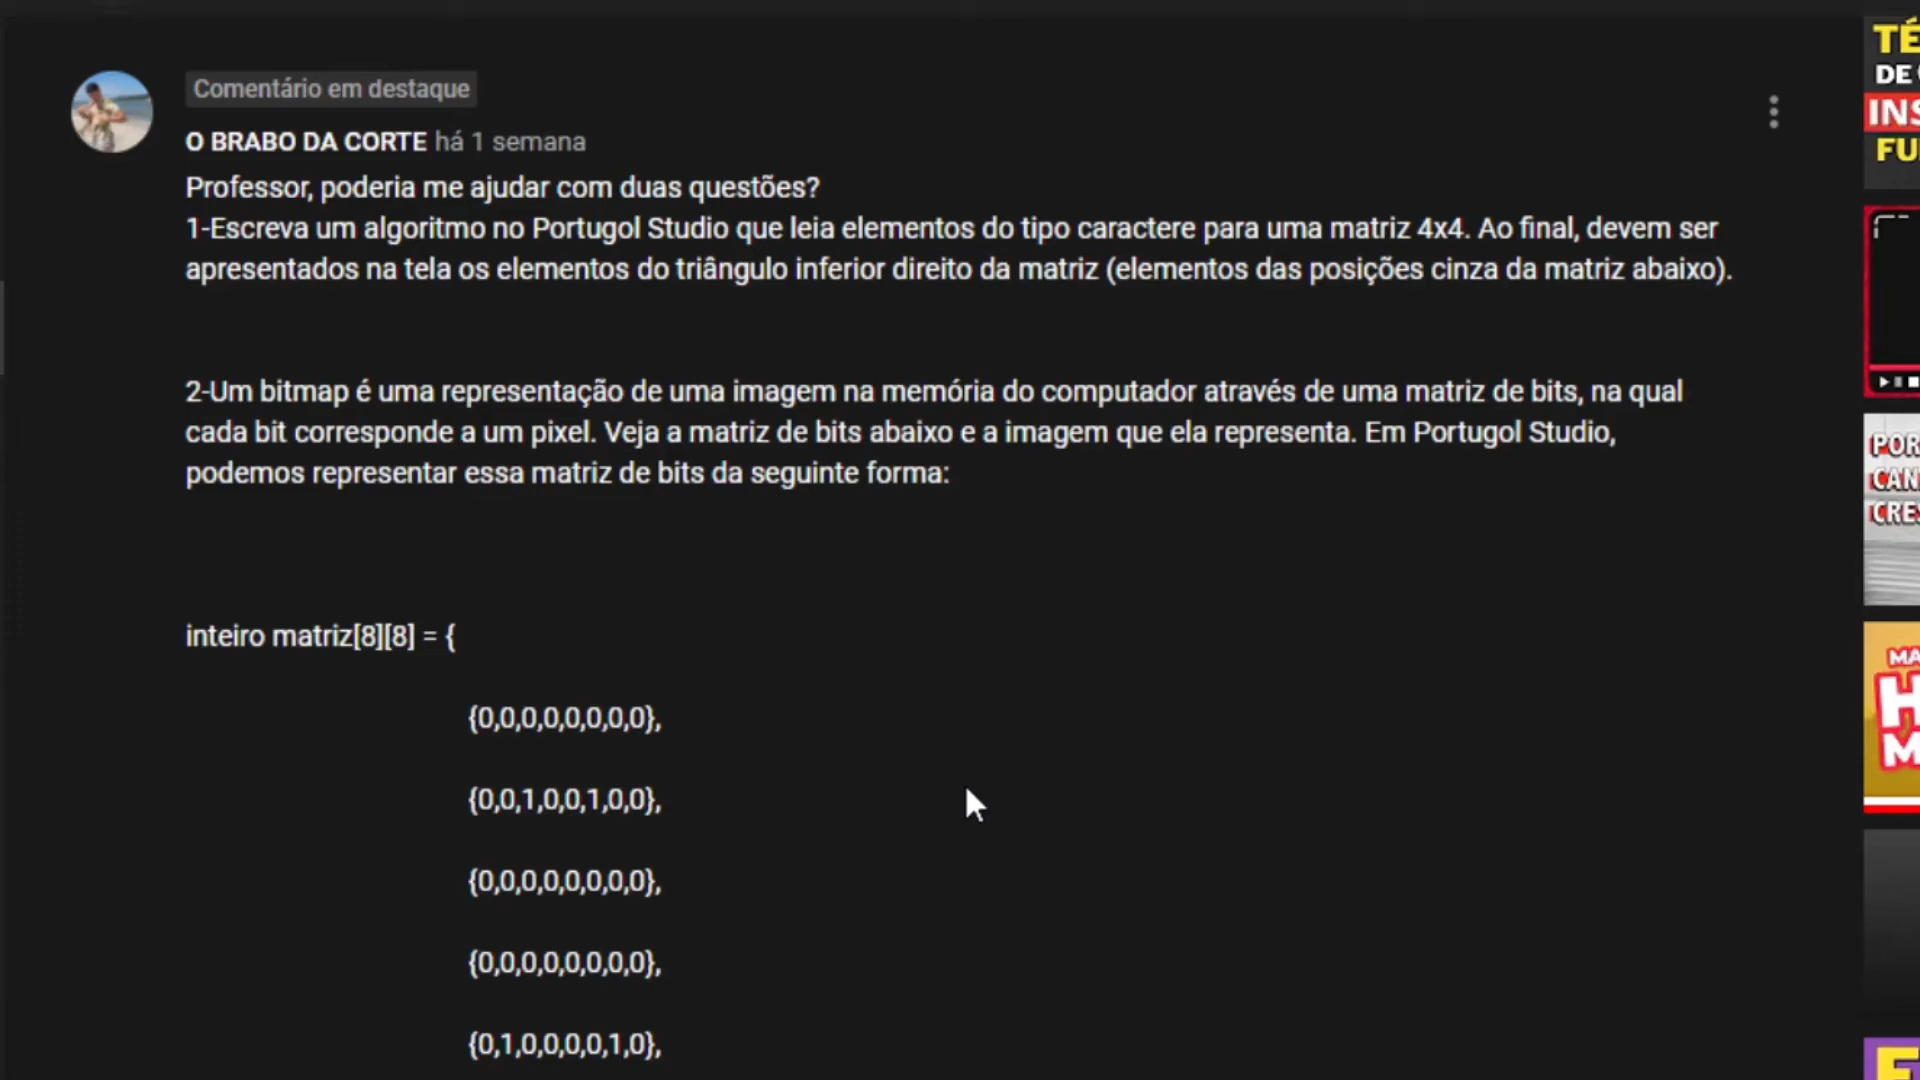 Comentário em destaque
O BRABO DA CORTE há 1 semana
Professor, poderia me ajudar com duas questões?
1-Escreva um algoritmo no Portugol Studio que leia elementos do tipo caractere para uma matriz 4x4. Ao final, devem ser
apresentados na tela os elementos do triângulo inferior direito da matriz (elementos das posições cinza da matriz abaixo).
2-Um bitmap é uma representação de uma imagem na memória do computador através de uma matriz de bits, na qual
cada bit corresponde a um pixel. Veja a matriz de bits abaixo e a imagem que ela representa. Em Portugol Studio,
podemos representar essa matriz de bits da seguinte forma:
inteiro matriz[8][8] = {
{0,0,0,0,0,0,0,0},
{0,0,1,0,0,1,0,0},
{0,0,0,0,0,0,0,0},
{0,0,0,0,0,0,0,0},
{0,1,0,0,0,0,1,0},
TÉ
DE
INS
FU
POR
CAN
CRES
MA
H
M
E